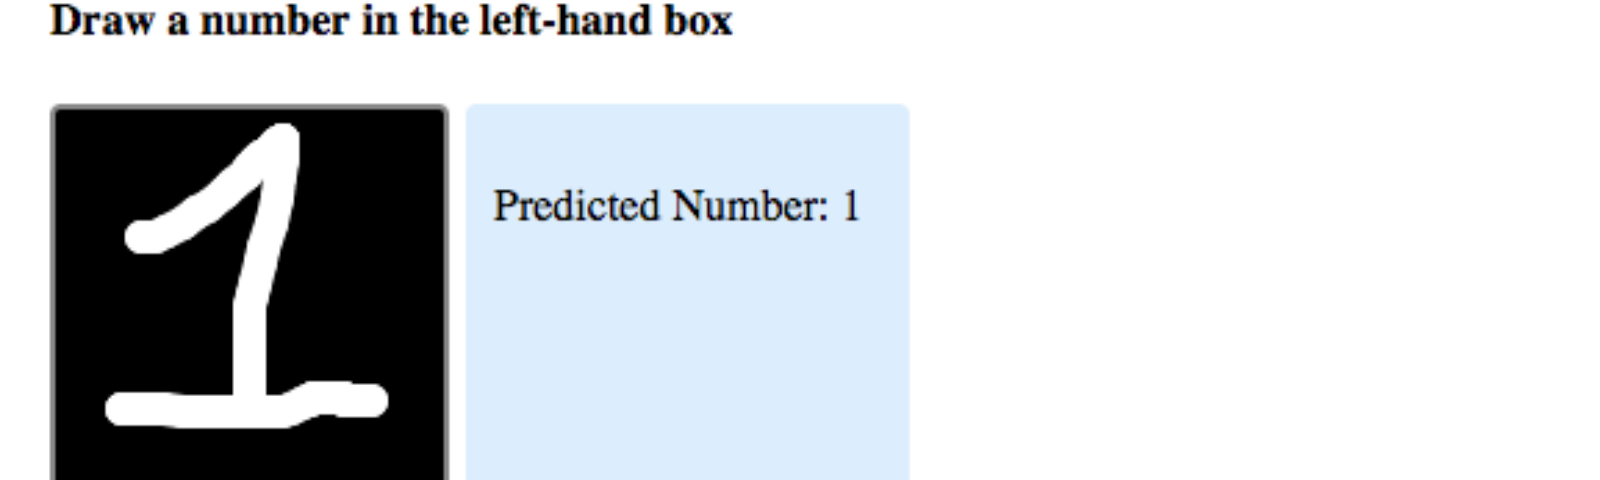 Draw a number in the left-hand box
1
Predicted Number: 1